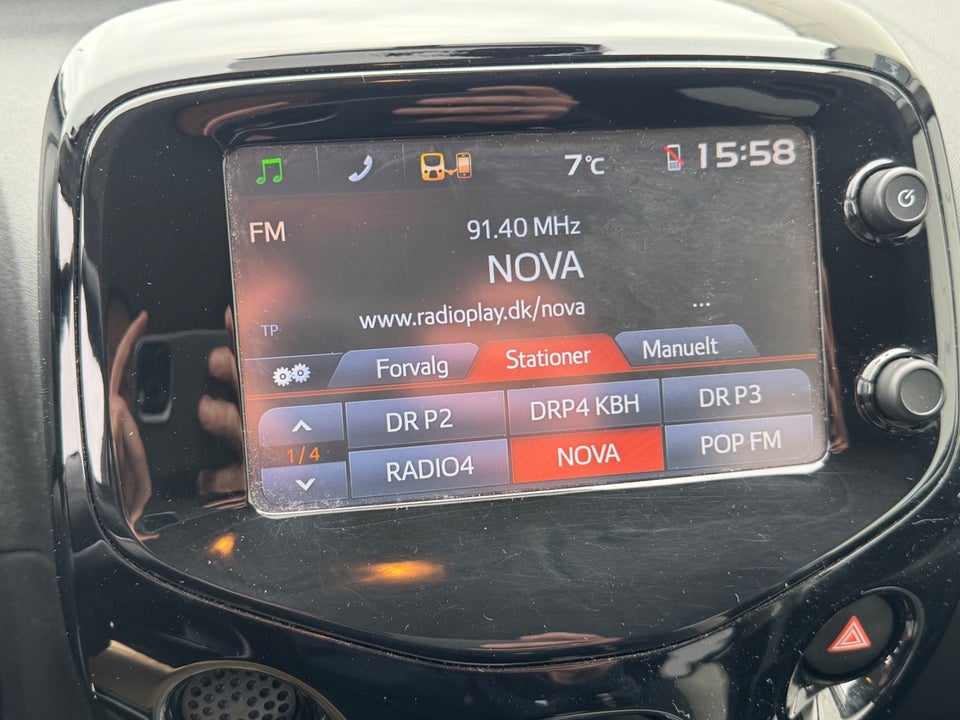 7°C 15:58
FM 91.40 MHz
NOVA
www.radioplay.dk/nova ...
TP
Forvalg Stationer Manuelt
DR P2 DRP4 KBH DR P3
1/4
RADIO4 NOVA POP FM